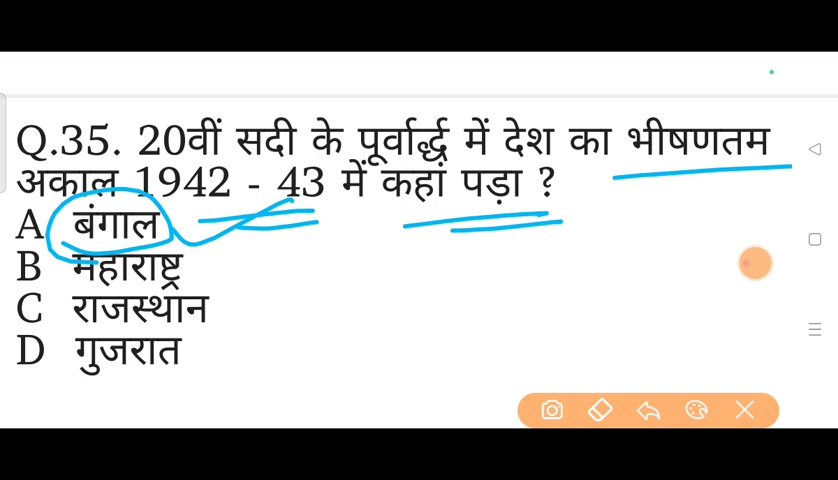 Q.35. 20वीं सदी के पूर्वार्द्ध में देश का भीषणतम
अकाल 1942 - 43 में कहां पड़ा ?
A बंगाल
B महाराष्ट्र
C राजस्थान
D गुजरात